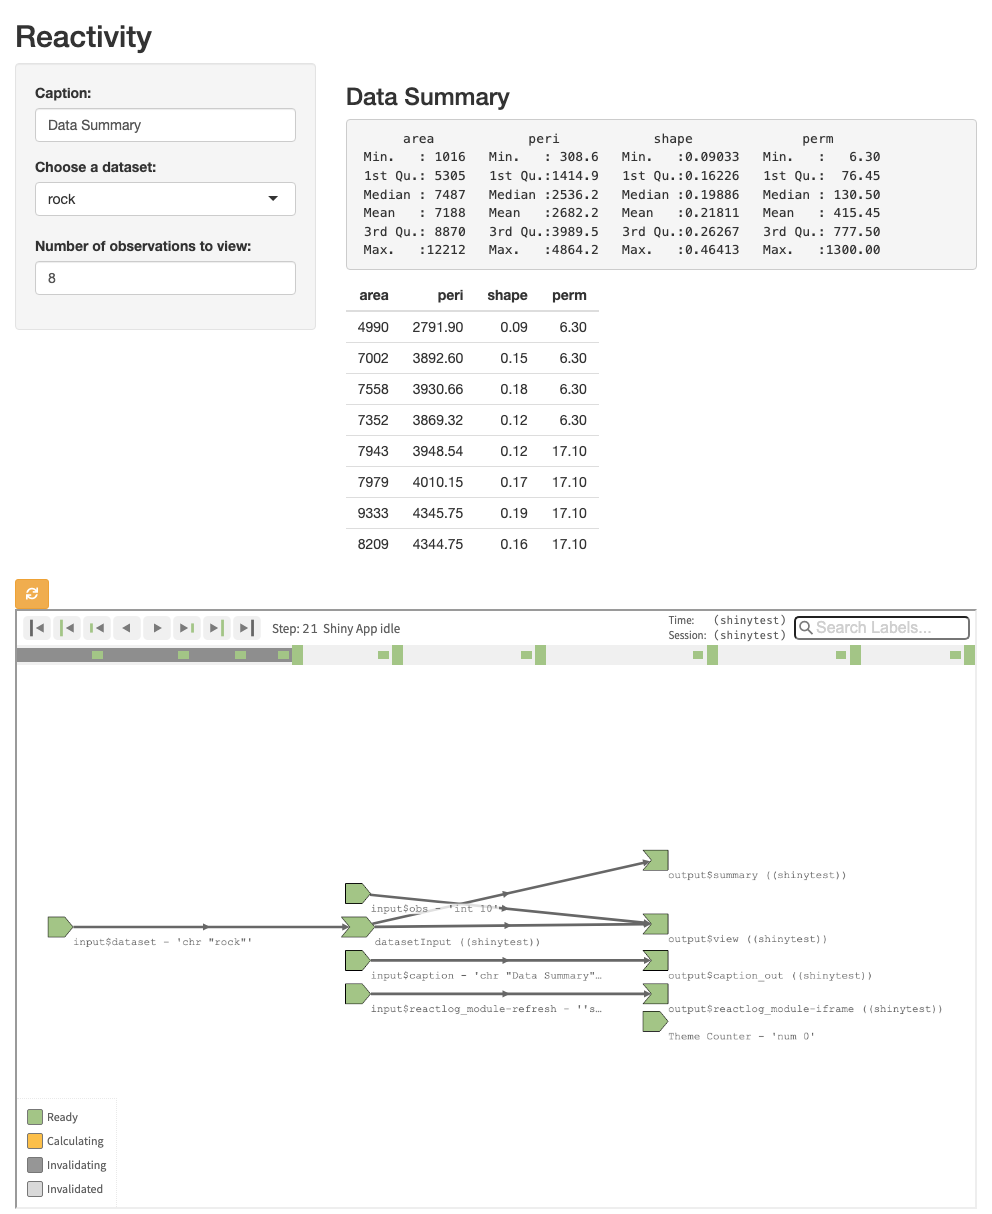 Reactivity
Caption:
Data Summary
Choose a dataset:
rock
Number of observations to view:
8
Data Summary
area peri shape perm
Min. : 1016 Min. : 308.6 Min. :0.09033 Min. : 6.30
1st Qu.: 5305 1st Qu.:1414.9 1st Qu.:0.16226 1st Qu.: 76.45
Median : 7487 Median :2536.2 Median :0.19886 Median : 130.50
Mean : 7188 Mean :2682.2 Mean :0.21811 Mean : 415.45
3rd Qu.: 8870 3rd Qu.:3989.5 3rd Qu.:0.26267 3rd Qu.: 777.50
Max. :12212 Max. :4864.2 Max. :0.46413 Max. :1300.00
area peri shape perm
4990 2791.90 0.09 6.30
7002 3892.60 0.15 6.30
7558 3930.66 0.18 6.30
7352 3869.32 0.12 6.30
7943 3948.54 0.12 17.10
7979 4010.15 0.17 17.10
9333 4345.75 0.19 17.10
8209 4344.75 0.16 17.10
Step: 21 Shiny App idle
Time: (shinytest)
Session: (shinytest)
Search Labels...
output$summary ((shinytest))
input$obs - 'int 10'
output$view ((shinytest))
input$dataset - 'chr "rock"'
datasetInput ((shinytest))
input$caption - 'chr "Data Summary"…
output$caption_out ((shinytest))
input$reactlog_module-refresh - ''s…
output$reactlog_module-iframe ((shinytest))
Theme Counter - 'num 0'
Ready
Calculating
Invalidating
Invalidated